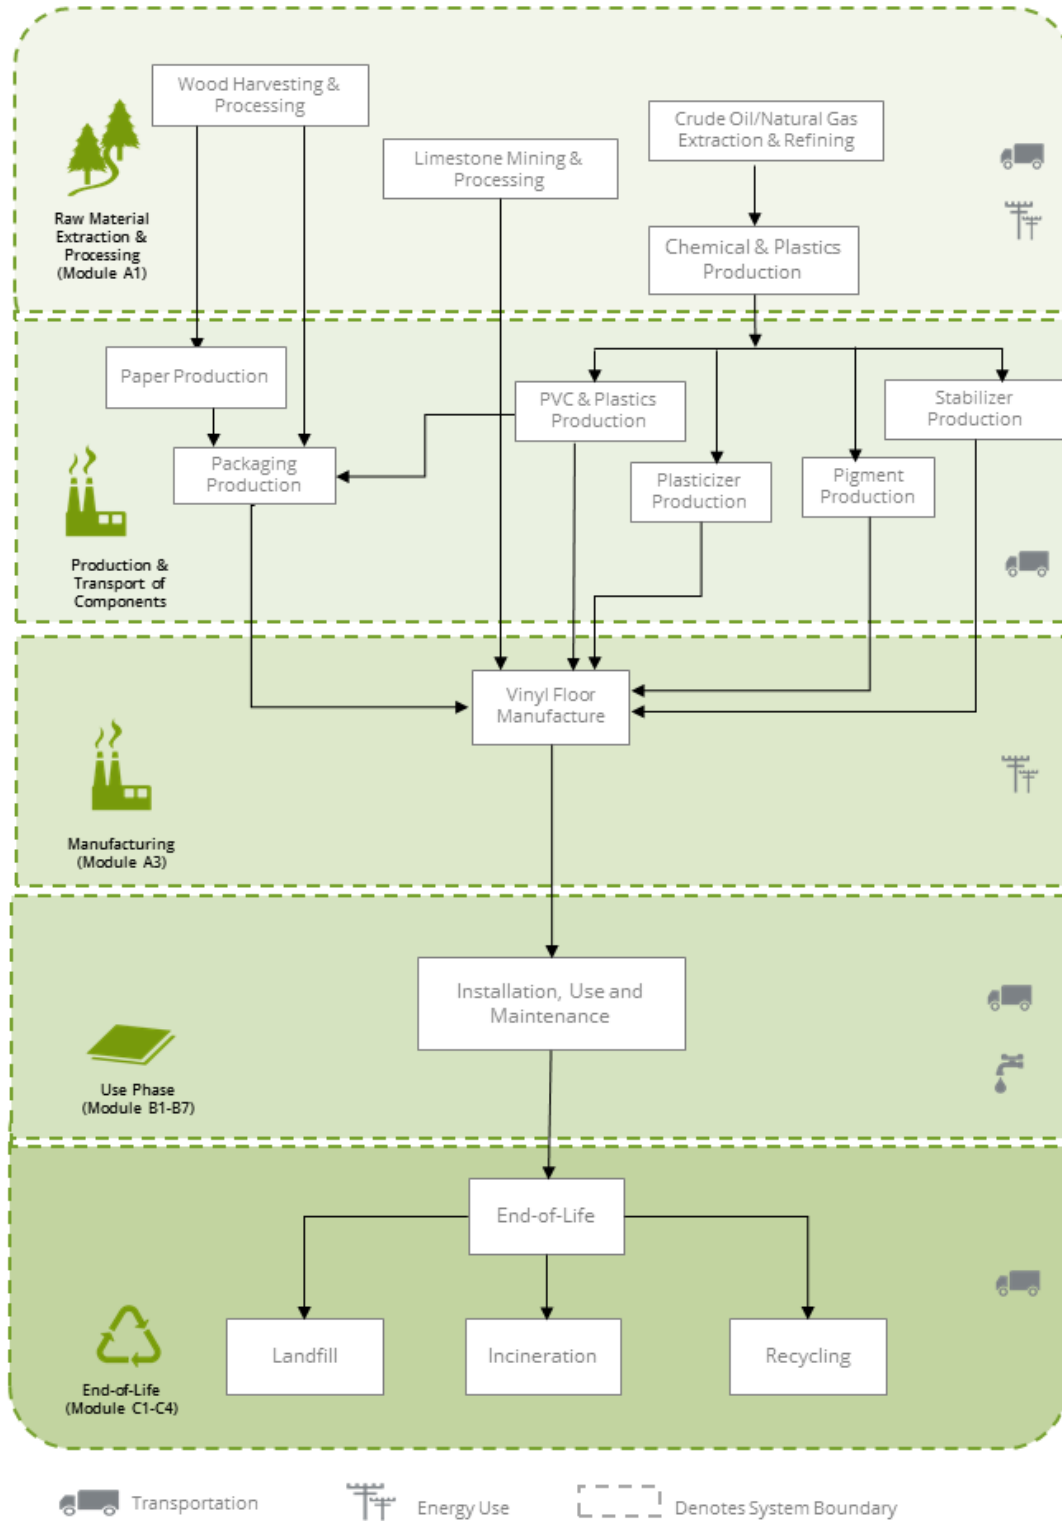 Wood Harvesting &
Processing
Crude Oil/Natural Gas
Extraction & Refining
Limestone Mining &
Processing
Raw Material
Extraction &
Processing
(Module A1)
Chemical & Plastics
Production
Paper Production
PVC & Plastics
Production
Stabilizer
Production
Packaging
Production
Plasticizer
Production
Pigment
Production
Production &
Transport of
Components
Vinyl Floor
Manufacture
Manufacturing
(Module A3)
Installation, Use and
Maintenance
Use Phase
(Module B1-B7)
End-of-Life
Landfill
Incineration
Recycling
End-of-Life
(Module C1-C4)
Transportation
Energy Use
Denotes System Boundary